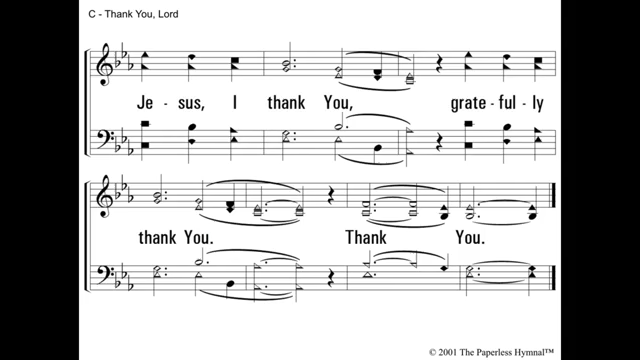 C - Thank You, Lord
Je - sus, I thank You, grate - ful - ly
thank You. Thank You.
© 2001 The Paperless Hymnal™